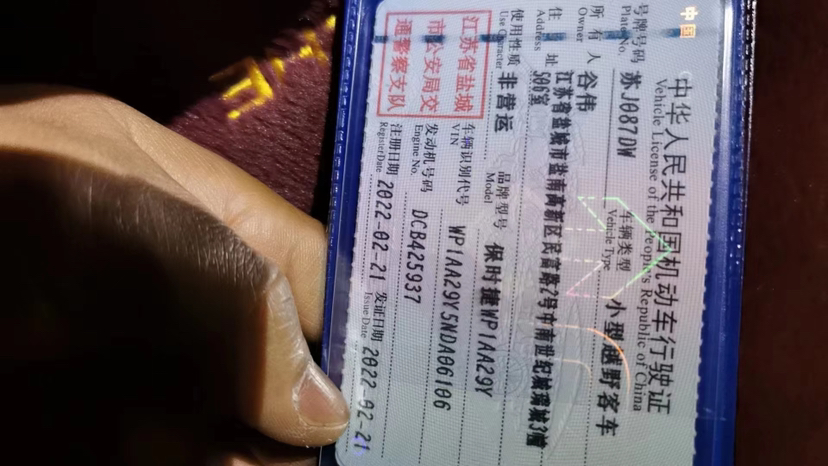 中华人民共和国机动车行驶证
Vehicle License of the People's Republic of China
号牌号码 苏J087DW 车辆类型 小型越野客车
Plate No. Vehicle Type
所有人 谷伟
Owner
住址 江苏省盐城市盐南高新区民富路2号中南世纪城瑞城3幢
Address 506室
使用性质 非营运 品牌型号 保时捷WP1AA29Y
Use Character Model
江苏省盐城
市公安局交
通警察支队
车辆识别代号 WP1AA29Y5NDA06106
VIN
发动机号码 DCB425937
Engine No.
注册日期 2022-02-21 发证日期 2022-02-21
Register Date Issue Date
中国